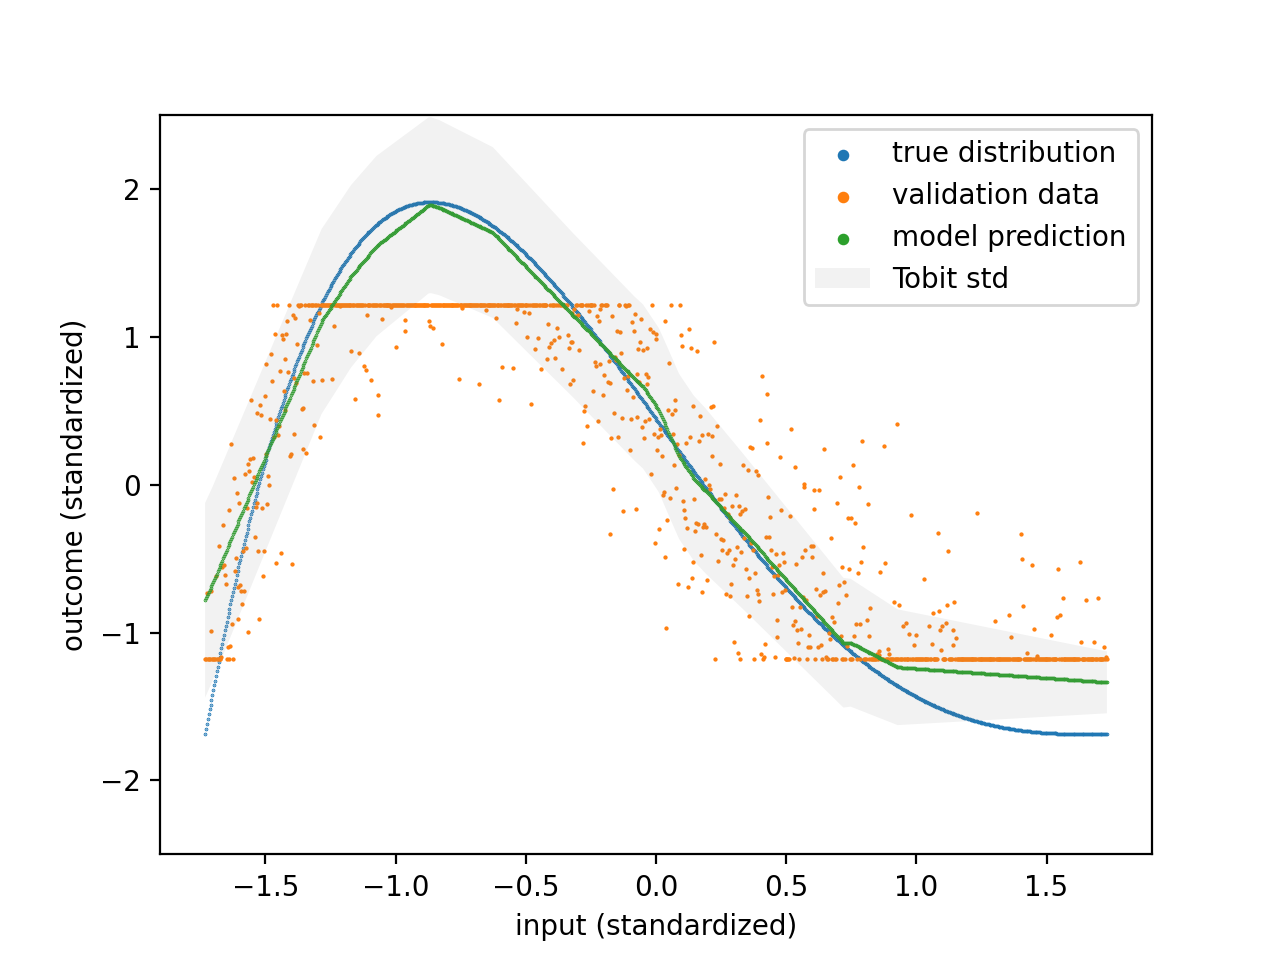 true distribution
validation data
model prediction
Tobit std
2
1
0
−1
−2
outcome (standardized)
−1.5 −1.0 −0.5 0.0 0.5 1.0 1.5
input (standardized)